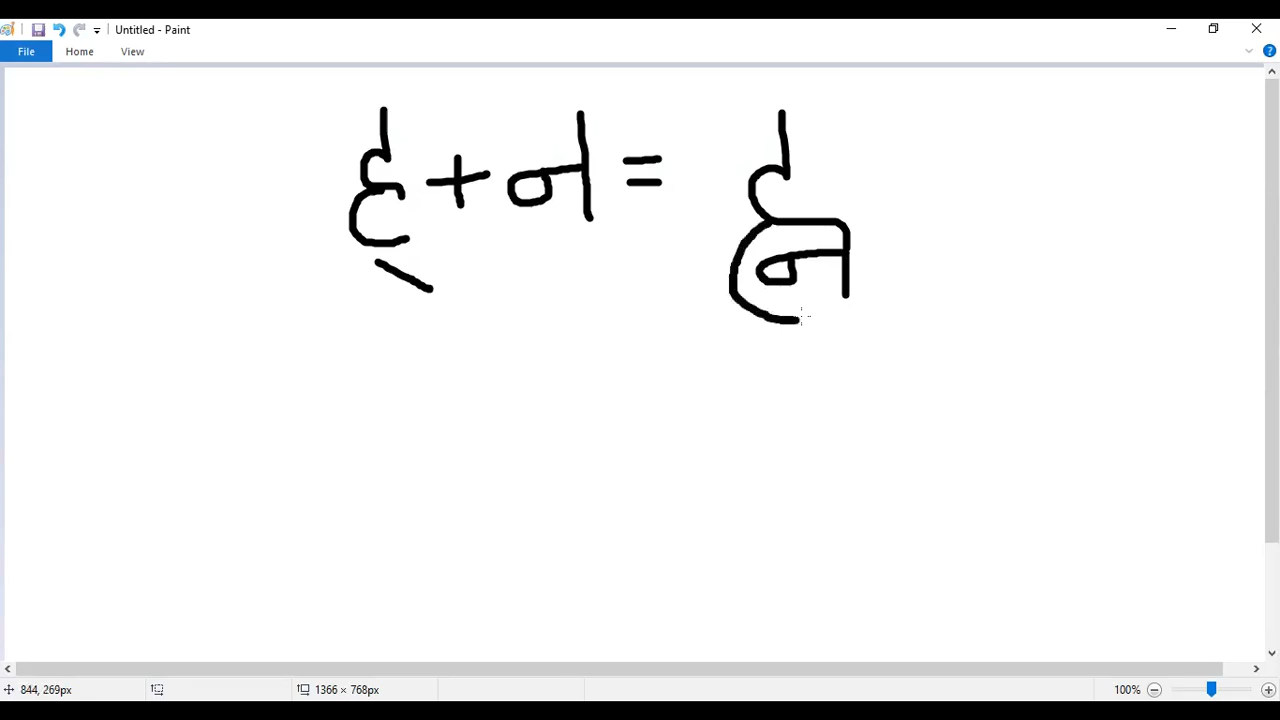 Untitled - Paint
File Home View
હ્ + ન = હ્ન
844, 269px 1366 × 768px 100%